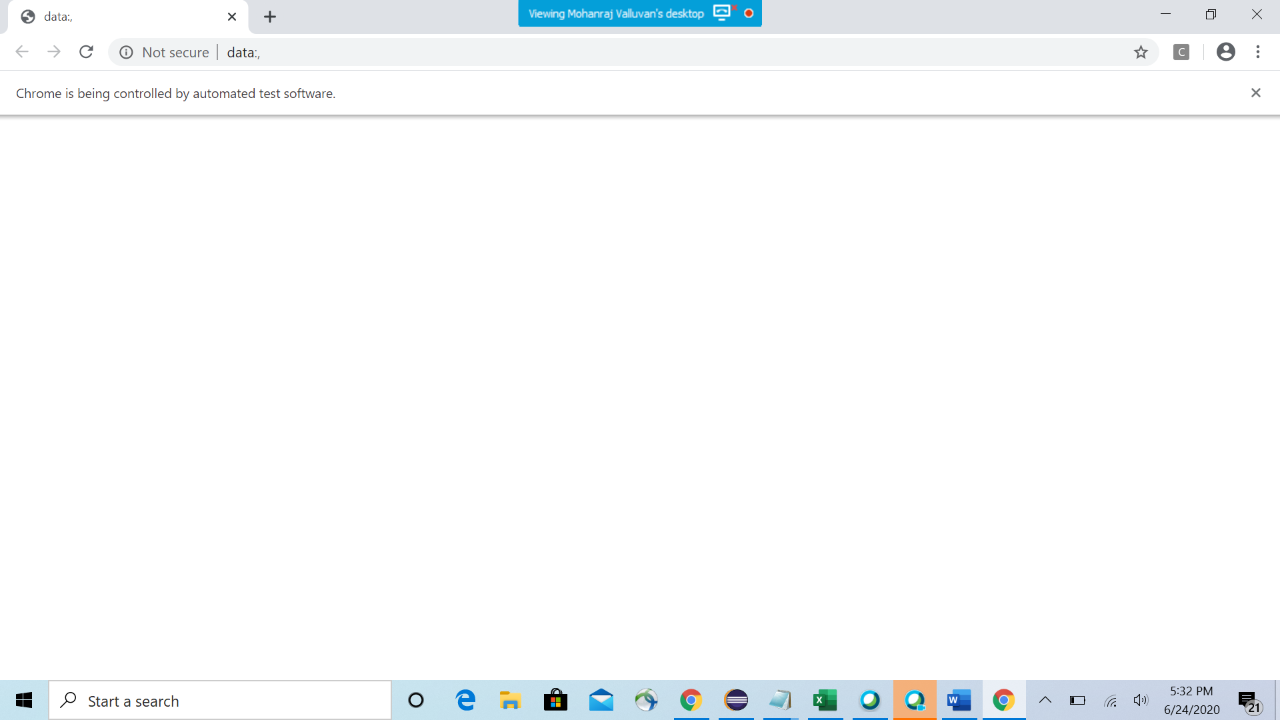 data:,
Viewing Mohanraj Valluvan's desktop
Not secure
data:,
C
Chrome is being controlled by automated test software.
Start a search
X
W
5:32 PM
6/24/2020
21